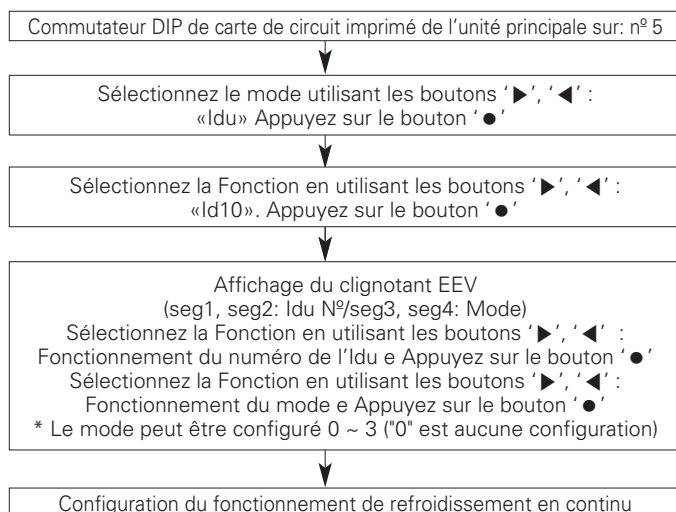 Commutateur DIP de carte de circuit imprimé de l'unité principale sur: nº 5
Sélectionnez le mode utilisant les boutons ‘▶’, ‘◀’ :
«Idu» Appuyez sur le bouton ‘●’
Sélectionnez la Fonction en utilisant les boutons ‘▶’, ‘◀’ :
«Id10». Appuyez sur le bouton ‘●’
Affichage du clignotant EEV
(seg1, seg2: Idu Nº/seg3, seg4: Mode)
Sélectionnez la Fonction en utilisant les boutons ‘▶’, ‘◀’ :
Fonctionnement du numéro de l'Idu e Appuyez sur le bouton ‘●’
Sélectionnez la Fonction en utilisant les boutons ‘▶’, ‘◀’ :
Fonctionnement du mode e Appuyez sur le bouton ‘●’
* Le mode peut être configuré 0 ~ 3 ("0" est aucune configuration)
Configuration du fonctionnement de refroidissement en continu